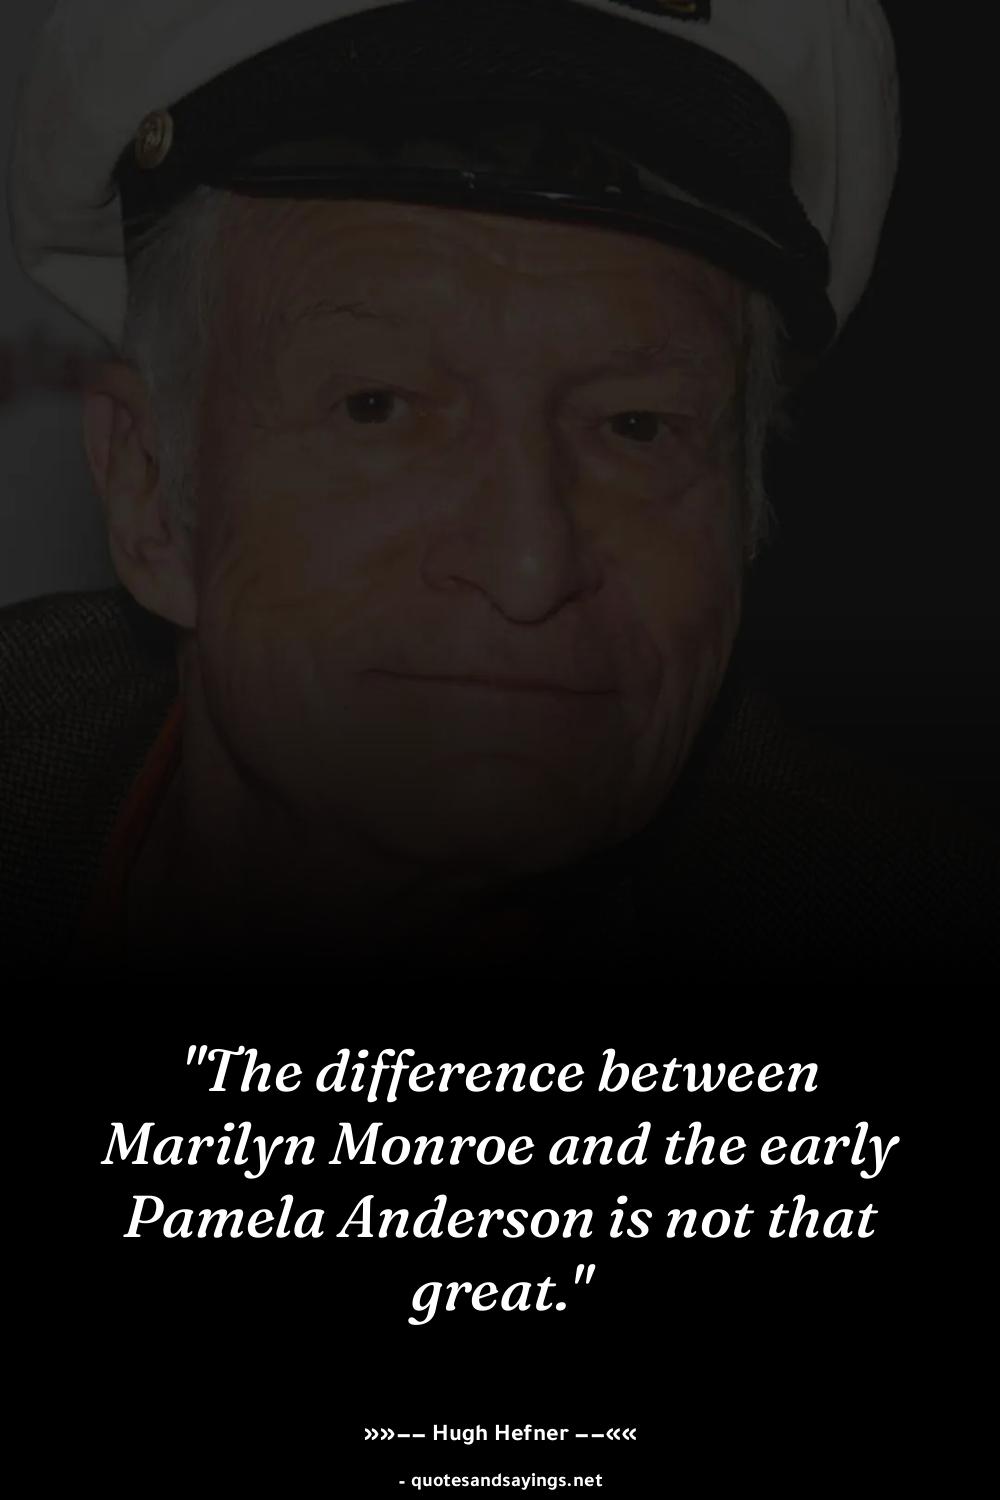 "The difference between
Marilyn Monroe and the early
Pamela Anderson is not that
great."
»»−− Hugh Hefner −−««
- quotesandsayings.net